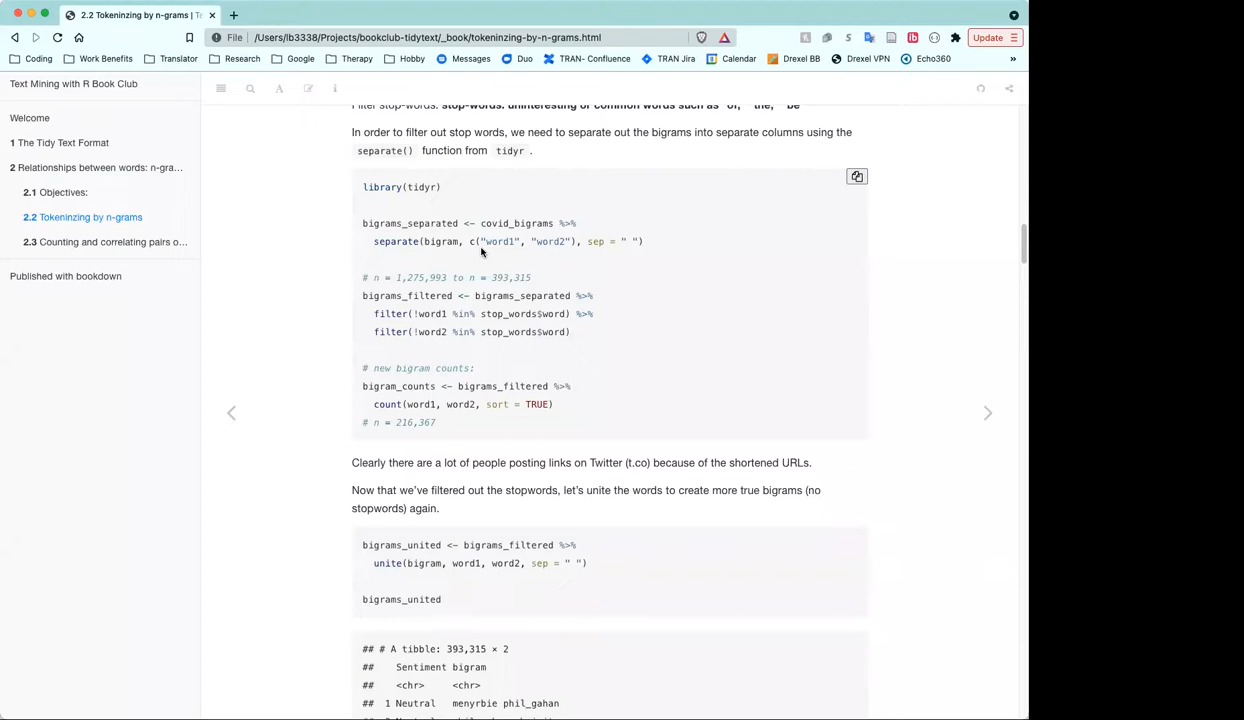 2.2 Tokeninzing by n-grams | Te
File /Users/lb3338/Projects/bookclub-tidytext/_book/tokeninzing-by-n-grams.html
Update
Coding Work Benefits Translator Research Google Therapy Hobby Messages Duo TRAN- Confluence TRAN Jira Calendar Drexel BB Drexel VPN Echo360 »
Text Mining with R Book Club
Welcome
1 The Tidy Text Format
2 Relationships between words: n-gra...
2.1 Objectives:
2.2 Tokeninzing by n-grams
2.3 Counting and correlating pairs o...
Published with bookdown
Filter stop-words: stop-words: uninteresting or common words such as "of," "the," "be"
In order to filter out stop words, we need to separate out the bigrams into separate columns using the
separate() function from tidyr .
library(tidyr)
bigrams_separated <- covid_bigrams %>%
separate(bigram, c("word1", "word2"), sep = " ")
# n = 1,275,993 to n = 393,315
bigrams_filtered <- bigrams_separated %>%
filter(!word1 %in% stop_words$word) %>%
filter(!word2 %in% stop_words$word)
# new bigram counts:
bigram_counts <- bigrams_filtered %>%
count(word1, word2, sort = TRUE)
# n = 216,367
Clearly there are a lot of people posting links on Twitter (t.co) because of the shortened URLs.
Now that we've filtered out the stopwords, let's unite the words to create more true bigrams (no
stopwords) again.
bigrams_united <- bigrams_filtered %>%
unite(bigram, word1, word2, sep = " ")
bigrams_united
## # A tibble: 393,315 × 2
## Sentiment bigram
## <chr> <chr>
## 1 Neutral menyrbie phil_gahan